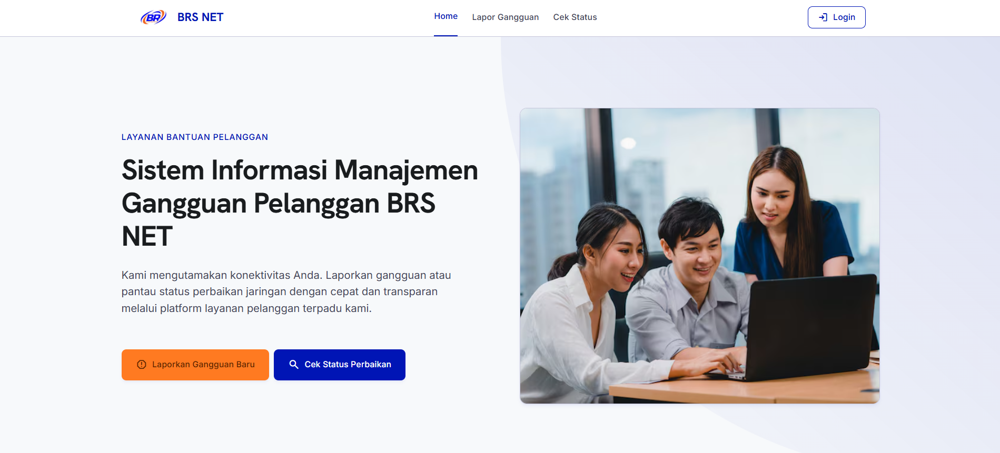 BR BRS NET
Home
Lapor Gangguan
Cek Status
Login
LAYANAN BANTUAN PELANGGAN
Sistem Informasi Manajemen
Gangguan Pelanggan BRS
NET
Kami mengutamakan konektivitas Anda. Laporkan gangguan atau
pantau status perbaikan jaringan dengan cepat dan transparan
melalui platform layanan pelanggan terpadu kami.
Laporkan Gangguan Baru
Cek Status Perbaikan